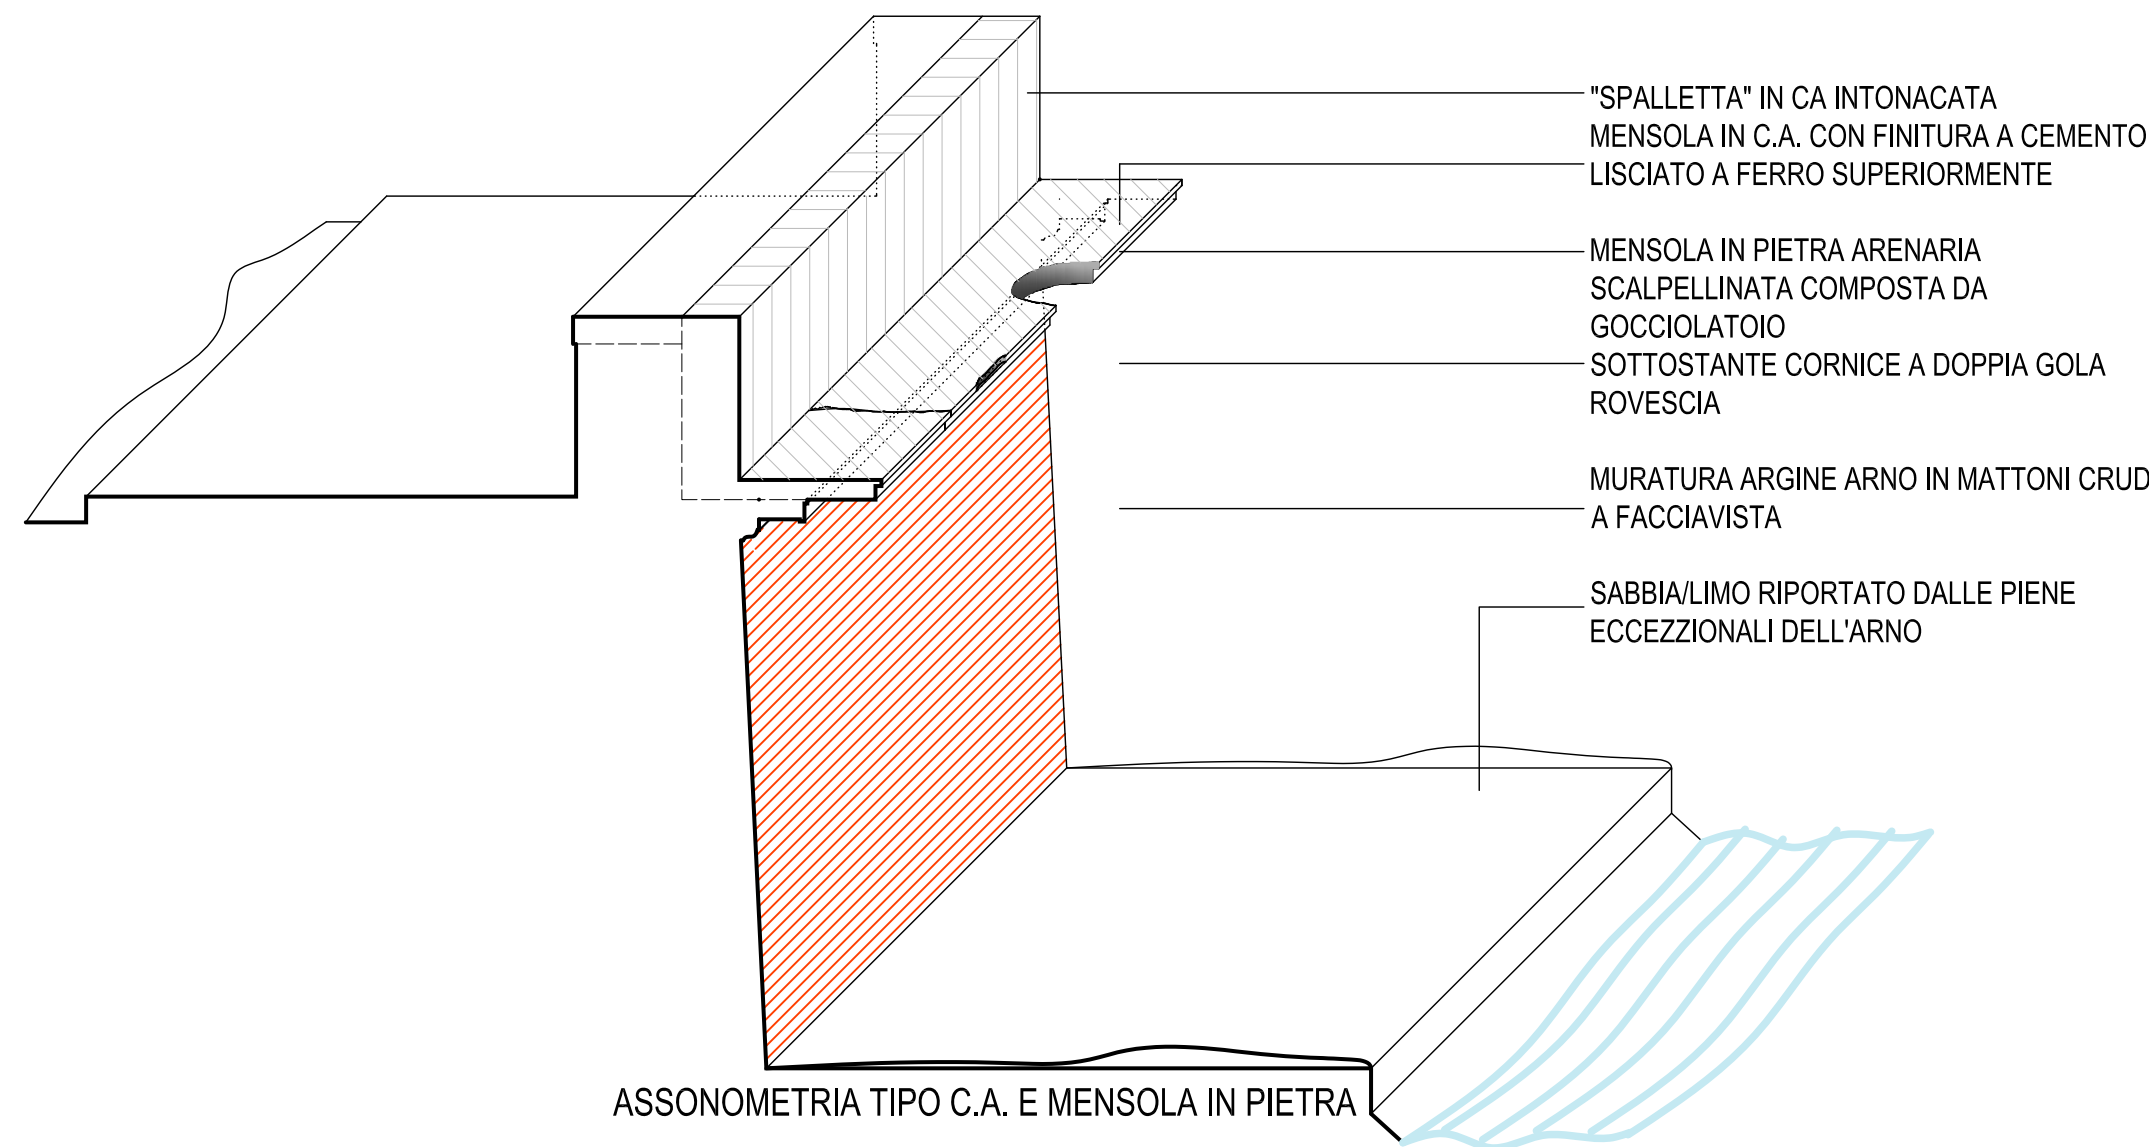 "SPALLETTA" IN CA INTONACATA
MENSOLA IN C.A. CON FINITURA A CEMENTO
LISCIATO A FERRO SUPERIORMENTE
MENSOLA IN PIETRA ARENARIA
SCALPELLINATA COMPOSTA DA
GOCCIOLATOIO
SOTTOSTANTE CORNICE A DOPPIA GOLA
ROVESCIA
MURATURA ARGINE ARNO IN MATTONI CRUD
A FACCIAVISTA
SABBIA/LIMO RIPORTATO DALLE PIENE
ECCEZZIONALI DELL'ARNO
ASSONOMETRIA TIPO C.A. E MENSOLA IN PIETRA